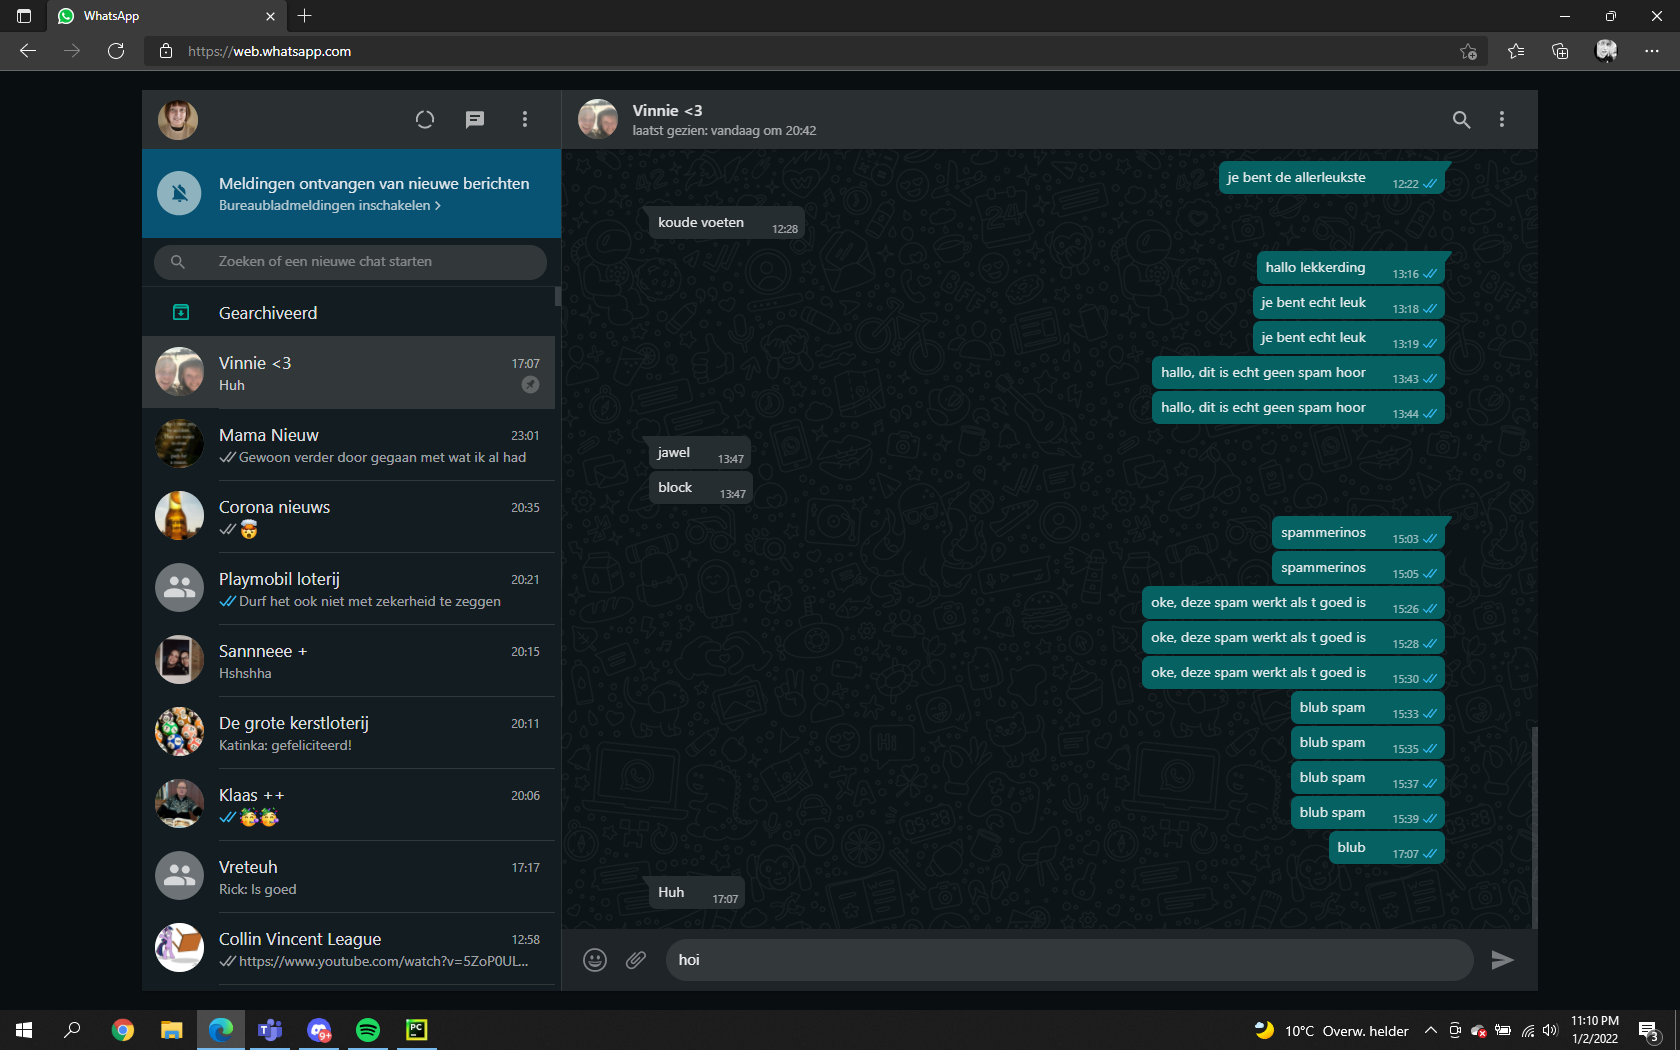 WhatsApp
https://web.whatsapp.com
Vinnie <3
laatst gezien: vandaag om 20:42
Meldingen ontvangen van nieuwe berichten
Bureaubladmeldingen inschakelen >
Zoeken of een nieuwe chat starten
Gearchiveerd
Vinnie <3 17:07
Huh
Mama Nieuw 23:01
Gewoon verder door gegaan met wat ik al had
Corona nieuws 20:35
🤯
Playmobil loterij 20:21
Durf het ook niet met zekerheid te zeggen
Sannneee + 20:15
Hshshha
De grote kerstloterij 20:11
Katinka: gefeliciteerd!
Klaas ++ 20:06
🥳🥳
Vreteuh 17:17
Rick: Is goed
Collin Vincent League 12:58
https://www.youtube.com/watch?v=5ZoP0UL...
je bent de allerleukste 12:22
koude voeten 12:28
hallo lekkerding 13:16
je bent echt leuk 13:18
je bent echt leuk 13:19
hallo, dit is echt geen spam hoor 13:43
hallo, dit is echt geen spam hoor 13:44
jawel 13:47
block 13:47
spammerinos 15:03
spammerinos 15:05
oke, deze spam werkt als t goed is 15:26
oke, deze spam werkt als t goed is 15:28
oke, deze spam werkt als t goed is 15:30
blub spam 15:33
blub spam 15:35
blub spam 15:37
blub spam 15:39
blub 17:07
Huh 17:07
hoi
9+
PC
10°C Overw. helder
11:10 PM
1/2/2022
3